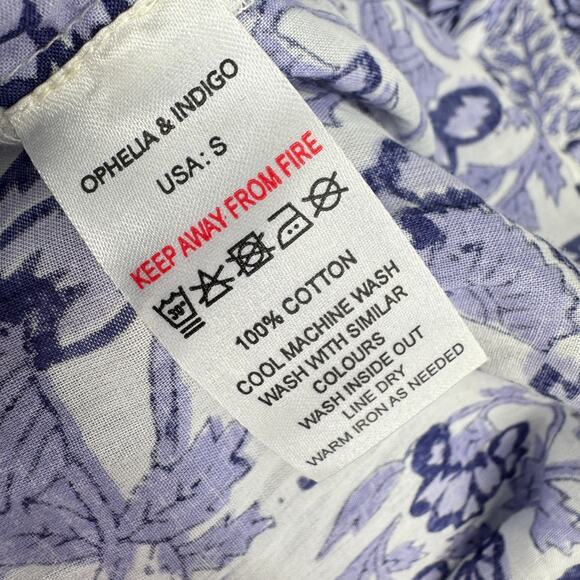 OPHELIA & INDIGO
USA: S
KEEP AWAY FROM FIRE
30°
100% COTTON
COOL MACHINE WASH
WASH WITH SIMILAR
COLOURS
WASH INSIDE OUT
LINE DRY
WARM IRON AS NEEDED